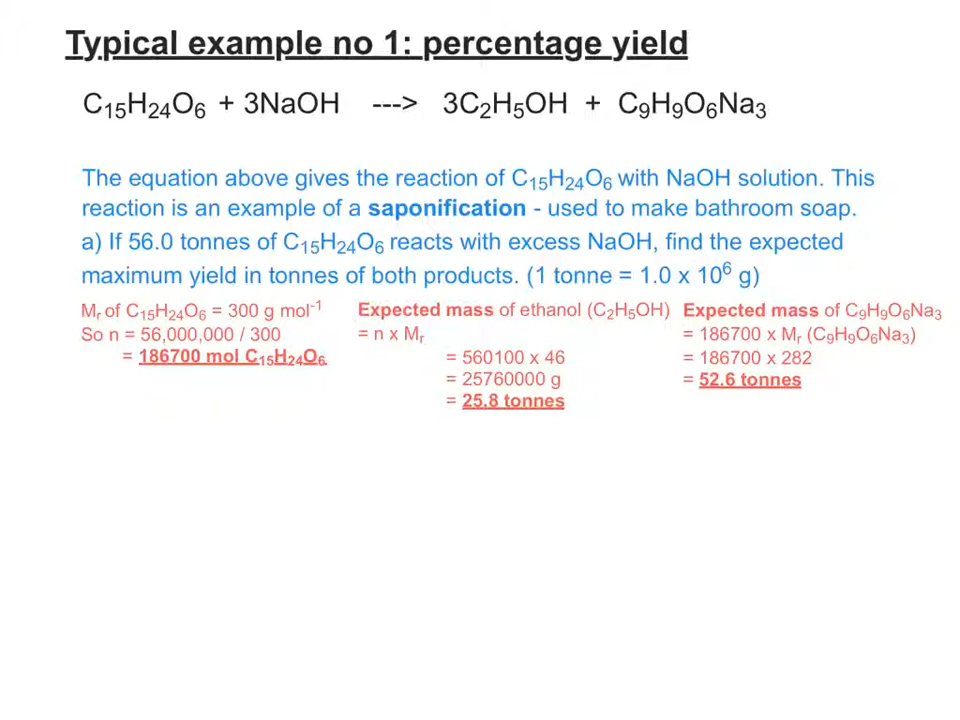 Typical example no 1: percentage yield
C₁₅H₂₄O₆ + 3NaOH ---> 3C₂H₅OH + C₉H₉O₆Na₃
The equation above gives the reaction of C₁₅H₂₄O₆ with NaOH solution. This
reaction is an example of a saponification - used to make bathroom soap.
a) If 56.0 tonnes of C₁₅H₂₄O₆ reacts with excess NaOH, find the expected
maximum yield in tonnes of both products. (1 tonne = 1.0 x 10⁶ g)
Mᵣ of C₁₅H₂₄O₆ = 300 g mol⁻¹
So n = 56,000,000 / 300
= 186700 mol C₁₅H₂₄O₆.
Expected mass of ethanol (C₂H₅OH)
= n x Mᵣ
= 560100 x 46
= 25760000 g
= 25.8 tonnes
Expected mass of C₉H₉O₆Na₃
= 186700 x Mᵣ (C₉H₉O₆Na₃)
= 186700 x 282
= 52.6 tonnes